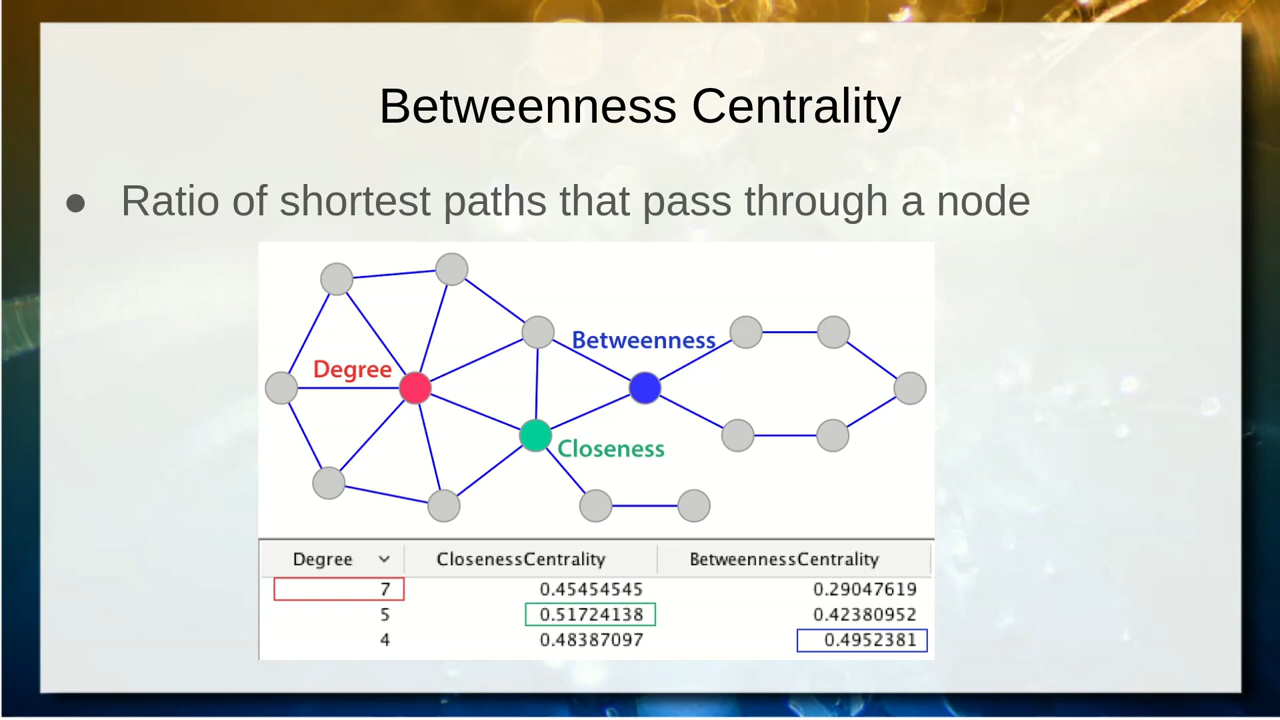 Betweenness Centrality
● Ratio of shortest paths that pass through a node
Betweenness
Degree
Closeness
Degree ClosenessCentrality BetweennessCentrality
7 0.45454545 0.29047619
5 0.51724138 0.42380952
4 0.48387097 0.4952381